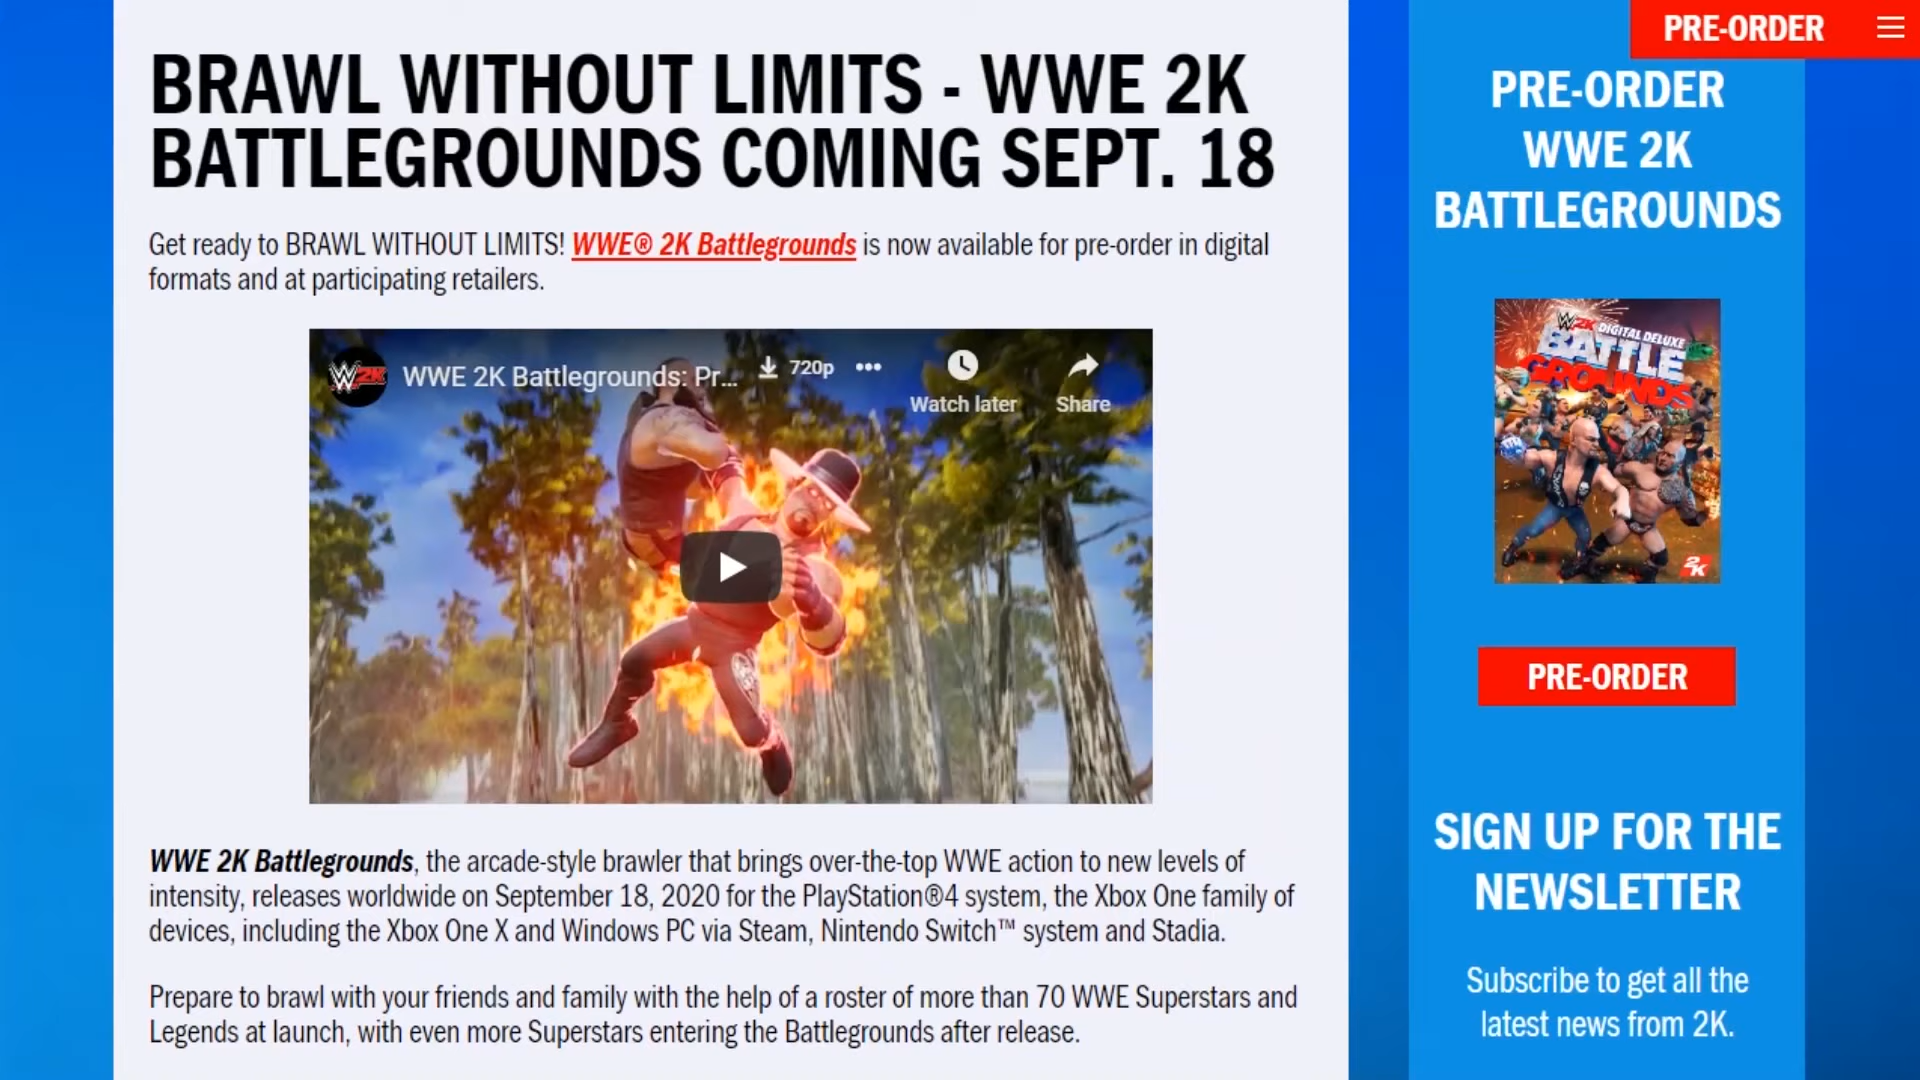 PRE-ORDER
BRAWL WITHOUT LIMITS - WWE 2K
BATTLEGROUNDS COMING SEPT. 18
Get ready to BRAWL WITHOUT LIMITS! WWE® 2K Battlegrounds is now available for pre-order in digital
formats and at participating retailers.
W2K
WWE 2K Battlegrounds: Pr...
720p
Watch later
Share
WWE 2K Battlegrounds, the arcade-style brawler that brings over-the-top WWE action to new levels of
intensity, releases worldwide on September 18, 2020 for the PlayStation®4 system, the Xbox One family of
devices, including the Xbox One X and Windows PC via Steam, Nintendo Switch™ system and Stadia.
Prepare to brawl with your friends and family with the help of a roster of more than 70 WWE Superstars and
Legends at launch, with even more Superstars entering the Battlegrounds after release.
PRE-ORDER
WWE 2K
BATTLEGROUNDS
W2K DIGITAL DELUXE
BATTLE
GROUNDS
2K
PRE-ORDER
SIGN UP FOR THE
NEWSLETTER
Subscribe to get all the
latest news from 2K.